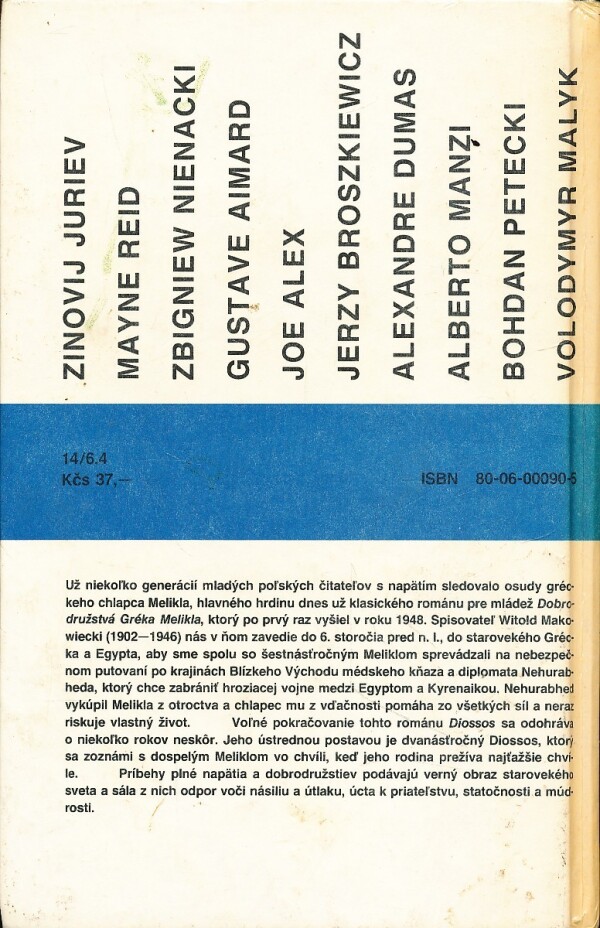 ZINOVIJ JURIEV
MAYNE REID
ZBIGNIEW NIENACKI
GUSTAVE AIMARD
JOE ALEX
JERZY BROSZKIEWICZ
ALEXANDRE DUMAS
ALBERTO MANZI
BOHDAN PETECKI
VOLODYMYR MALYK
14/6.4
Kčs 37,—
ISBN 80-06-00090-5
Už niekoľko generácií mladých poľských čitateľov s napätím sledovalo osudy gréc-
keho chlapca Melikla, hlavného hrdinu dnes už klasického románu pre mládež Dobro-
družstvá Gréka Melikla, ktorý po prvý raz vyšiel v roku 1948. Spisovateľ Witold Mako-
wiecki (1902—1946) nás v ňom zavedie do 6. storočia pred n. l., do starovekého Gréc-
ka a Egypta, aby sme spolu so šestnásťročným Meliklom sprevádzali na nebezpeč-
nom putovaní po krajinách Blízkeho Východu médskeho kňaza a diplomata Nehurab-
heda, ktorý chce zabrániť hroziacej vojne medzi Egyptom a Kyrenaikou. Nehurabhed
vykúpil Melikla z otroctva a chlapec mu z vďačnosti pomáha zo všetkých síl a neraz
riskuje vlastný život. Voľné pokračovanie tohto románu Diossos sa odohráva
o niekoľko rokov neskôr. Jeho ústrednou postavou je dvanásťročný Diossos, ktorý
sa zoznámi s dospelým Meliklom vo chvíli, keď jeho rodina prežíva najťažšie chví-
le. Príbehy plné napätia a dobrodružstiev podávajú verný obraz starovekého
sveta a sála z nich odpor voči násiliu a útlaku, úcta k priateľstvu, statočnosti a múd-
rosti.